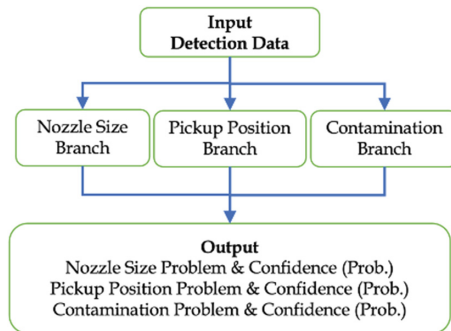 Input
Detection Data
Nozzle Size
Branch
Pickup Position
Branch
Contamination
Branch
Output
Nozzle Size Problem & Confidence (Prob.)
Pickup Position Problem & Confidence (Prob.)
Contamination Problem & Confidence (Prob.)